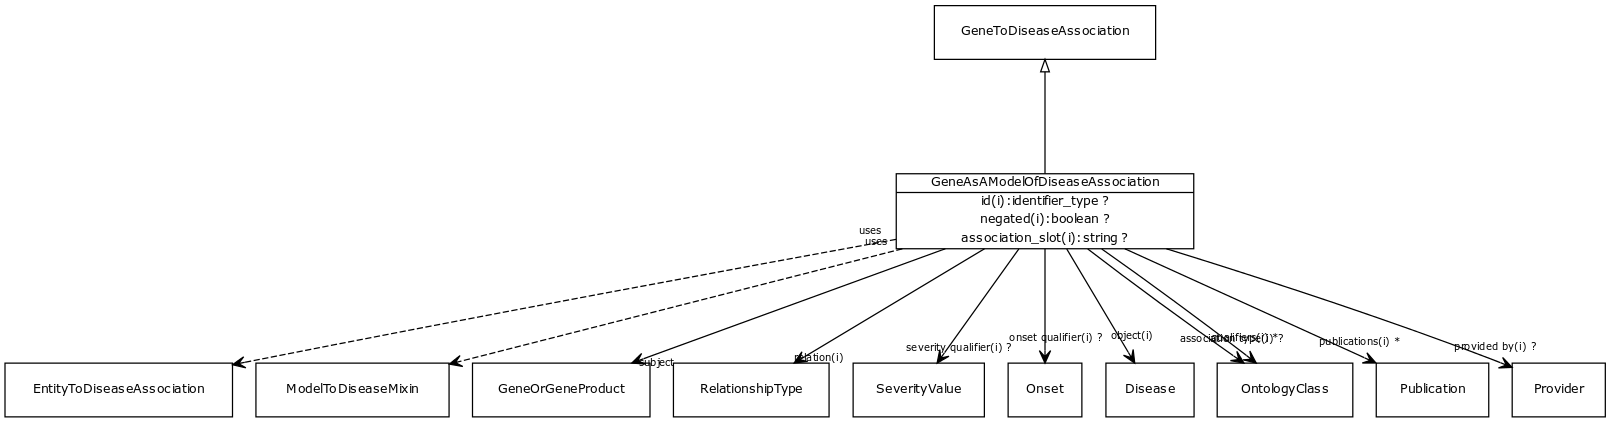 GeneToDiseaseAssociation
GeneAsAModelOfDiseaseAssociation
id(i):identifier_type ?
negated(i):boolean ?
association_slot(i):string ?
uses
uses
subject
relation(i)
severity qualifier(i) ?
onset qualifier(i) ?
object(i)
association type(i) ?
qualifiers(i) *
publications(i) *
provided by(i) ?
EntityToDiseaseAssociation
ModelToDiseaseMixin
GeneOrGeneProduct
RelationshipType
SeverityValue
Onset
Disease
OntologyClass
Publication
Provider